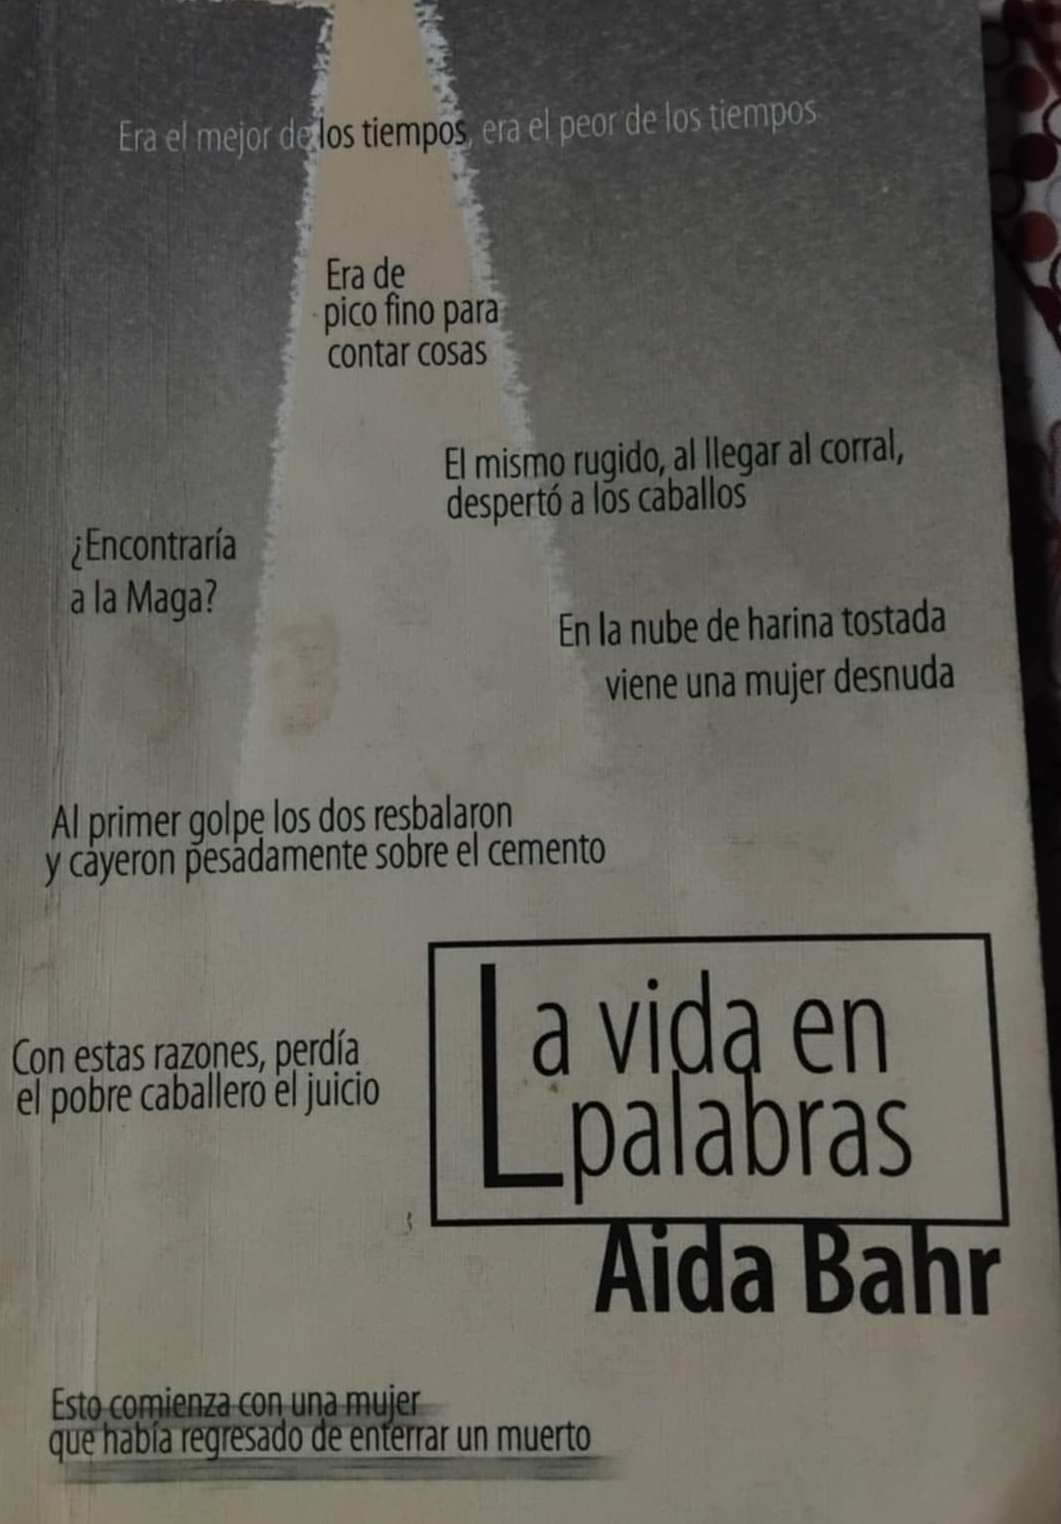 Era el mejor de los tiempos, era el peor de los tiempos
Era de
pico fino para
contar cosas
El mismo rugido, al llegar al corral,
despertó a los caballos
¿Encontraría
a la Maga?
En la nube de harina tostada
viene una mujer desnuda
Al primer golpe los dos resbalaron
y cayeron pesadamente sobre el cemento
Con estas razones, perdía
el pobre caballero el juicio
La vida en
palabras
Aida Bahr
Esto comienza con una mujer
que había regresado de enterrar un muerto